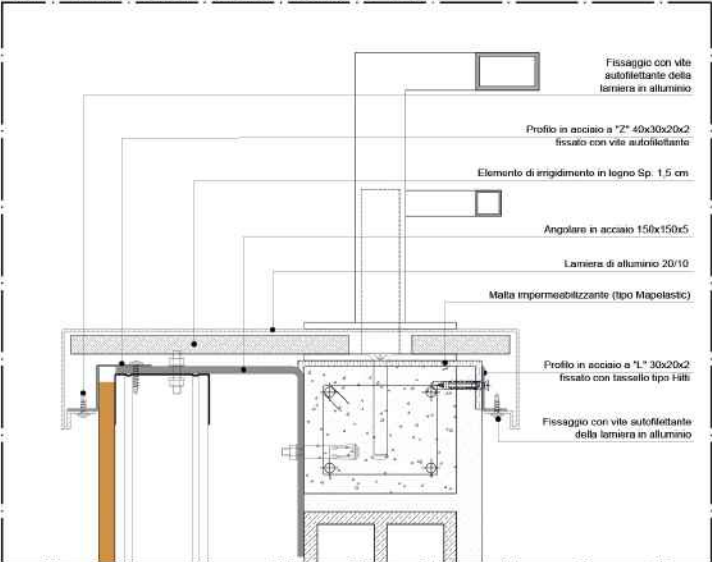 Fissaggio con vite
autofilettante della
lamiera in alluminio
Profilo in acciaio a "Z" 40x30x20x2
fissato con vite autofilettante
Elemento di irrigidimento in legno Sp. 1,5 cm
Angolare in acciaio 150x150x5
Lamiera di alluminio 20/10
Malta impermeabilizzante (tipo Mapelastic)
Profilo in acciaio a "L" 30x20x2
fissato con tassello tipo Hilti
Fissaggio con vite autofilettante
della lamiera in alluminio